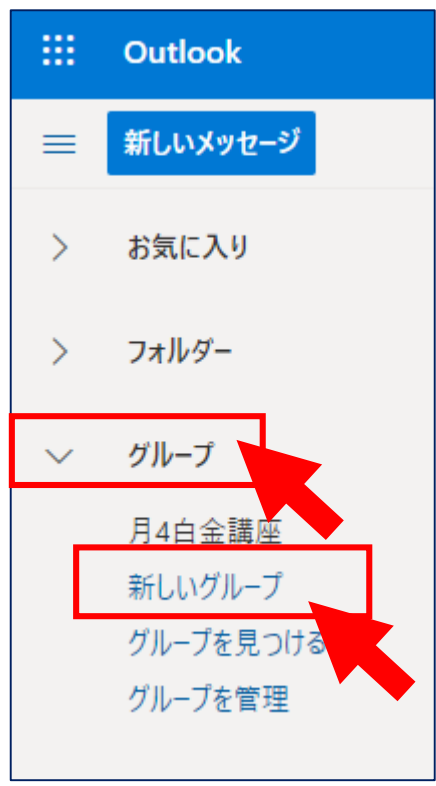 Outlook
新しいメッセージ
お気に入り
フォルダー
グループ
月4白金講座
新しいグループ
グループを見つける
グループを管理